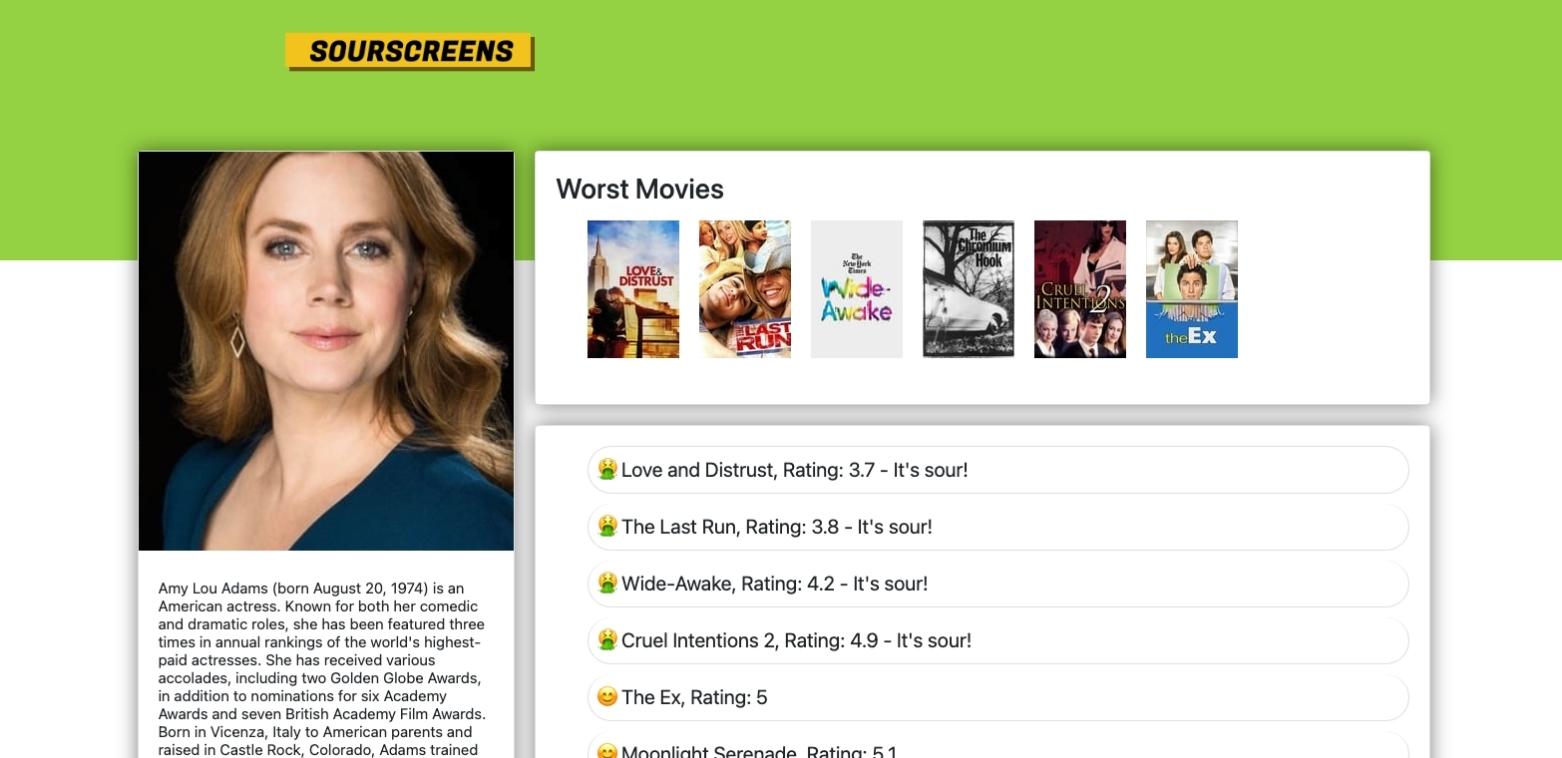 SOURSCREENS
Worst Movies
LOVE&
DISTRUST
THE LAST
RUN
The
New York
Times
Wide-
Awake
The
Chromium
Hook
CRUEL
INTENTIONS
2
the Ex
Love and Distrust, Rating: 3.7 - It's sour!
The Last Run, Rating: 3.8 - It's sour!
Wide-Awake, Rating: 4.2 - It's sour!
Cruel Intentions 2, Rating: 4.9 - It's sour!
The Ex, Rating: 5
Moonlight Serenade, Rating: 5.1
Amy Lou Adams (born August 20, 1974) is an
American actress. Known for both her comedic
and dramatic roles, she has been featured three
times in annual rankings of the world's highest-
paid actresses. She has received various
accolades, including two Golden Globe Awards,
in addition to nominations for six Academy
Awards and seven British Academy Film Awards.
Born in Vicenza, Italy to American parents and
raised in Castle Rock, Colorado, Adams trained